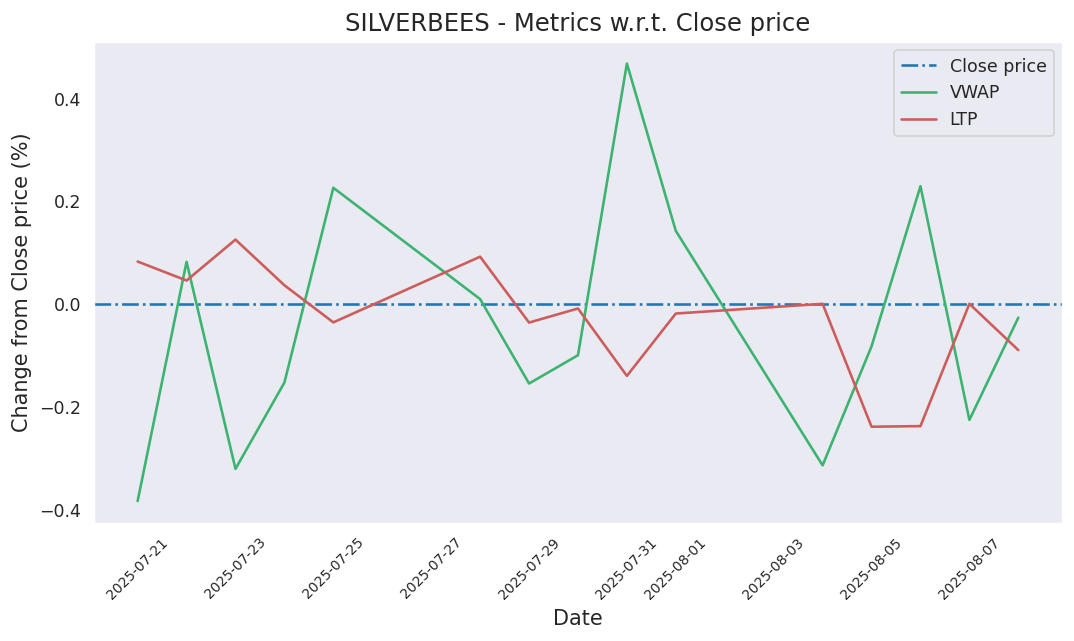 SILVERBEES - Metrics w.r.t. Close price
Close price
VWAP
LTP
Change from Close price (%)
0.4
0.2
0.0
−0.2
−0.4
2025-07-21
2025-07-23
2025-07-25
2025-07-27
2025-07-29
2025-07-31
2025-08-01
2025-08-03
2025-08-05
2025-08-07
Date